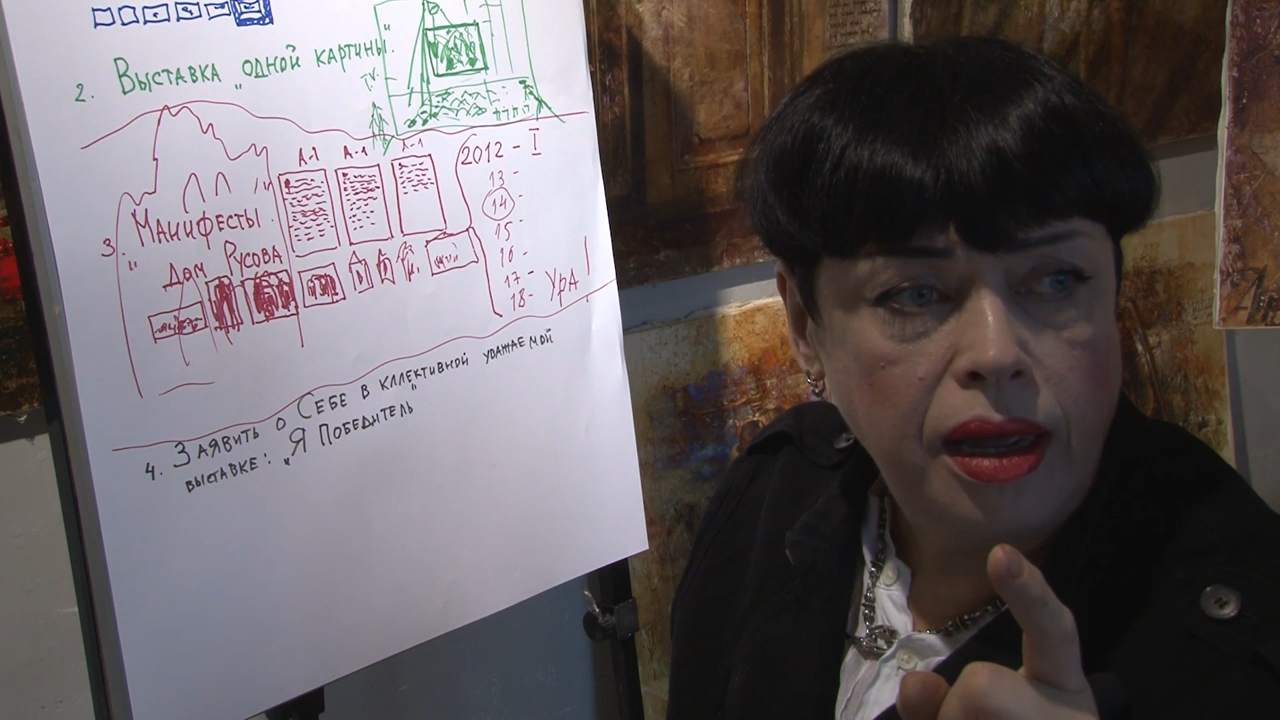 2. Выставка „одной картины"
T.V.
А-1 А-1 А-1
3. „Манифесты"
Дом Русова
2012 - I
13 -
14 -
15
16 -
17 -
18 -
Ура!
4. Заявить о Себе в кллективной уважаемой
выставке: „Я Победитель"